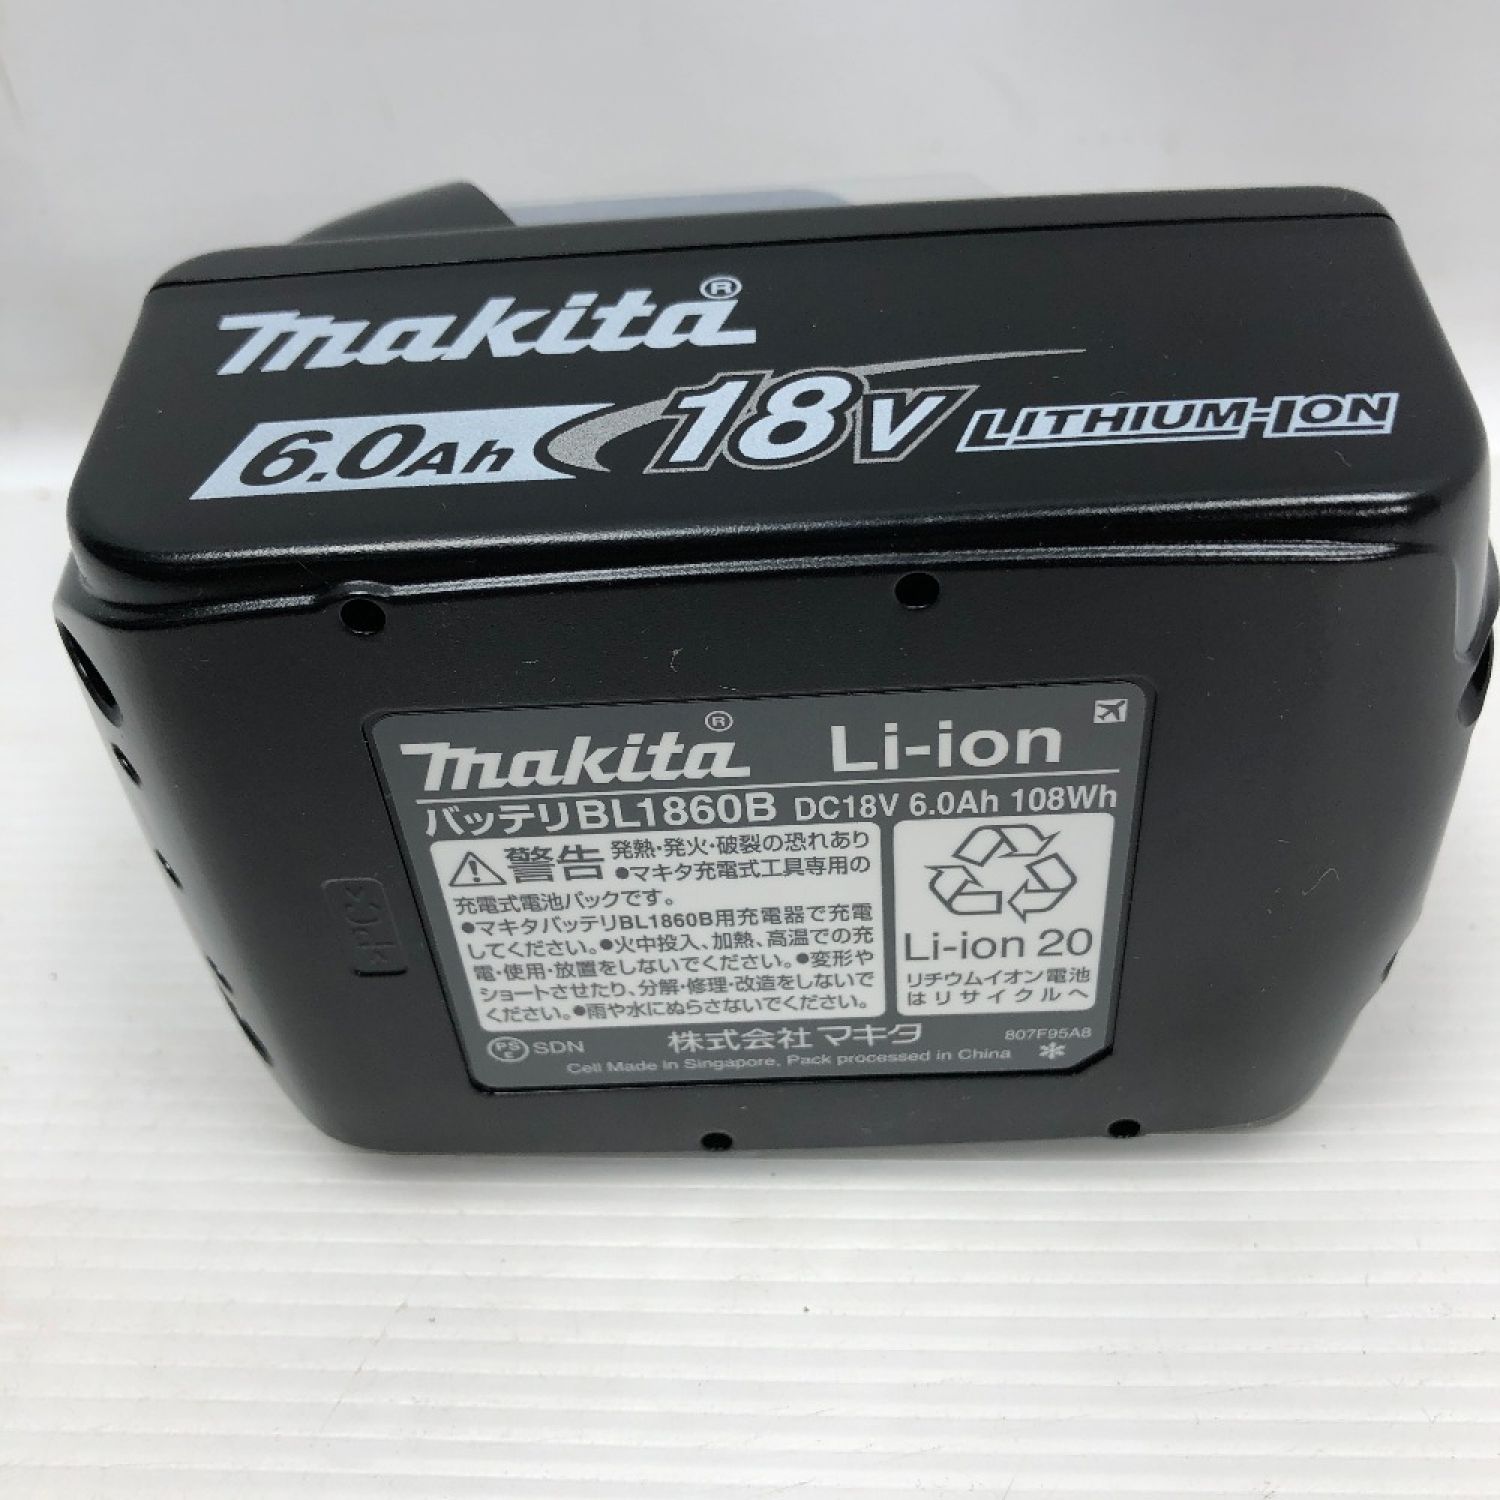 makita®
6.0Ah 18V LITHIUM-ION
makita® Li-ion
バッテリBL1860B DC18V 6.0Ah 108Wh
警告 発熱・発火・破裂の恐れあり
●マキタ充電式工具専用の
充電式電池パックです。
●マキタバッテリBL1860B用充電器で充電
してください。●火中投入、加熱、高温での充
電・使用・放置をしないでください。●変形や
ショートさせたり、分解・修理・改造をしないで
ください。●雨や水にぬらさないでください。
Li-ion 20
リチウムイオン電池
はリサイクルへ
PS
E SDN
株式会社マキタ
807F95A8
Cell Made in Singapore, Pack processed in China